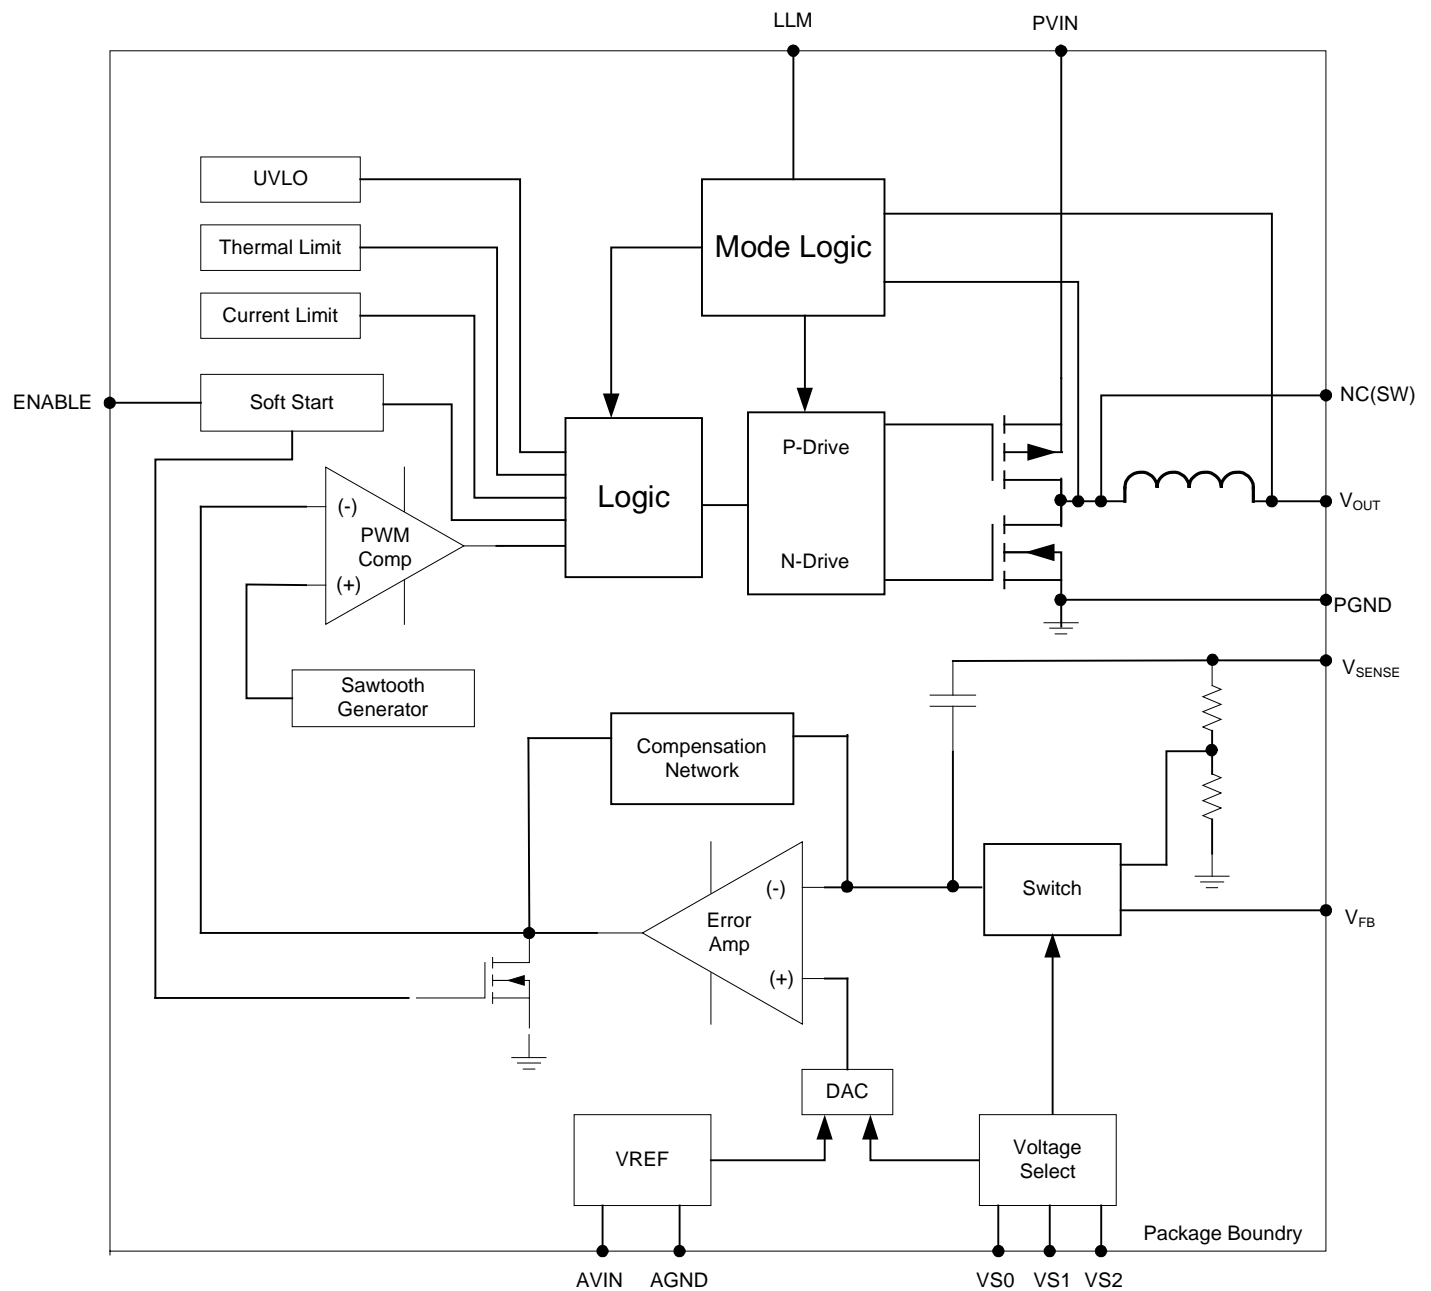 LLM
PVIN
UVLO
Thermal Limit
Mode Logic
Current Limit
ENABLE
Soft Start
NC(SW)
P-Drive
Logic
VOUT
(-)
PWM
Comp
(+)
N-Drive
PGND
VSENSE
Sawtooth
Generator
Compensation
Network
(-)
Switch
Error
Amp
VFB
(+)
DAC
VREF
Voltage
Select
Package Boundry
AVIN
AGND
VS0
VS1
VS2